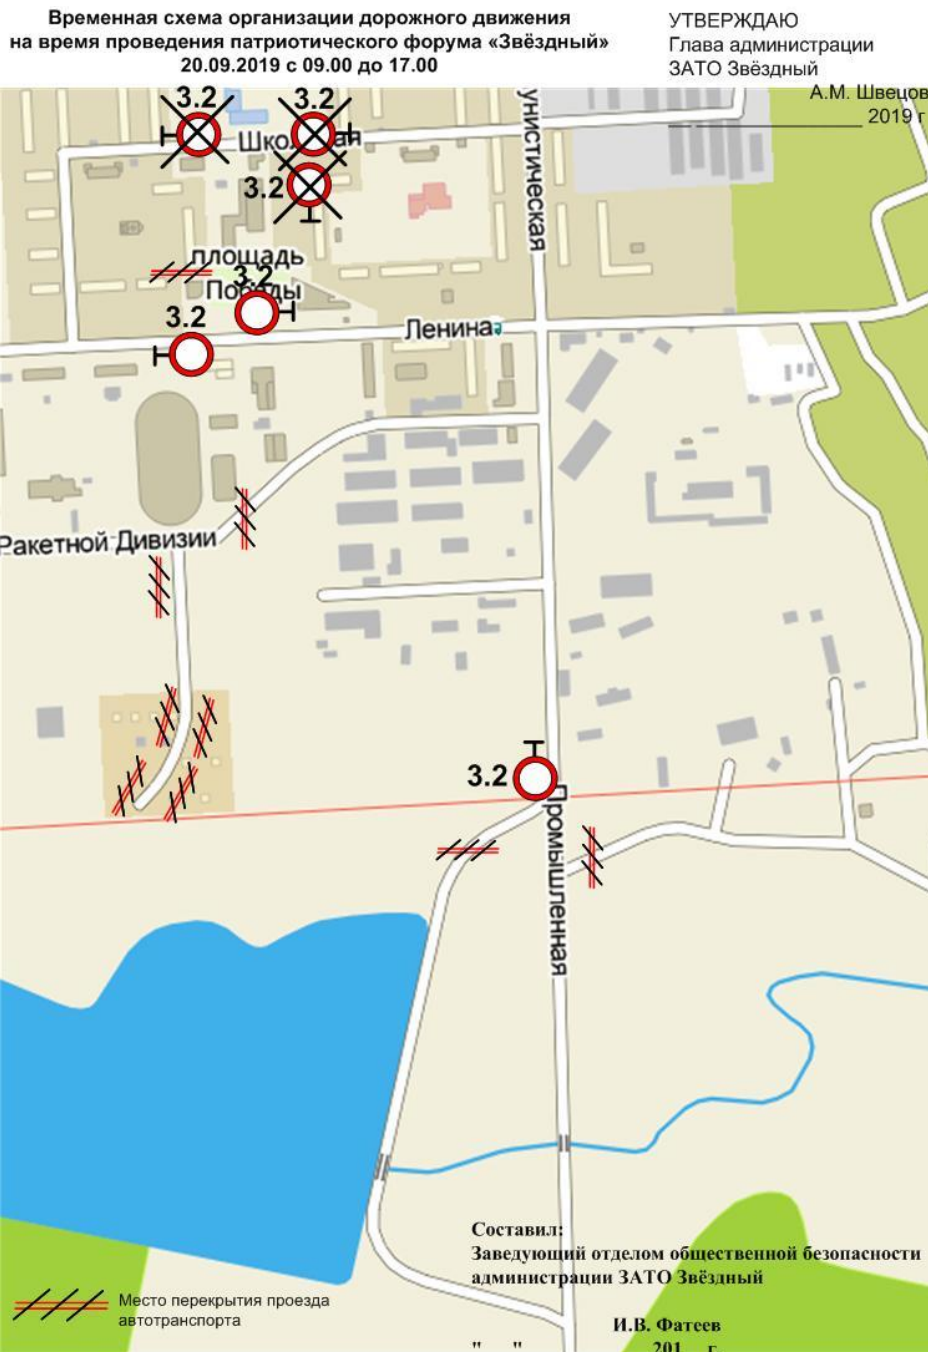 Временная схема организации дорожного движения
на время проведения патриотического форума «Звёздный»
20.09.2019 с 09.00 до 17.00
УТВЕРЖДАЮ
Глава администрации
ЗАТО Звёздный
А.М. Швецов
2019 г
3.2
3.2
Школьная
3.2
унистическая
площадь
Победы
3.2
3.2
Ленина
Ракетной Дивизии
3.2
Промышленная
Составил:
Заведующий отделом общественной безопасности
администрации ЗАТО Звёздный
И.В. Фатеев
" " 201 г.
Место перекрытия проезда
автотранспорта